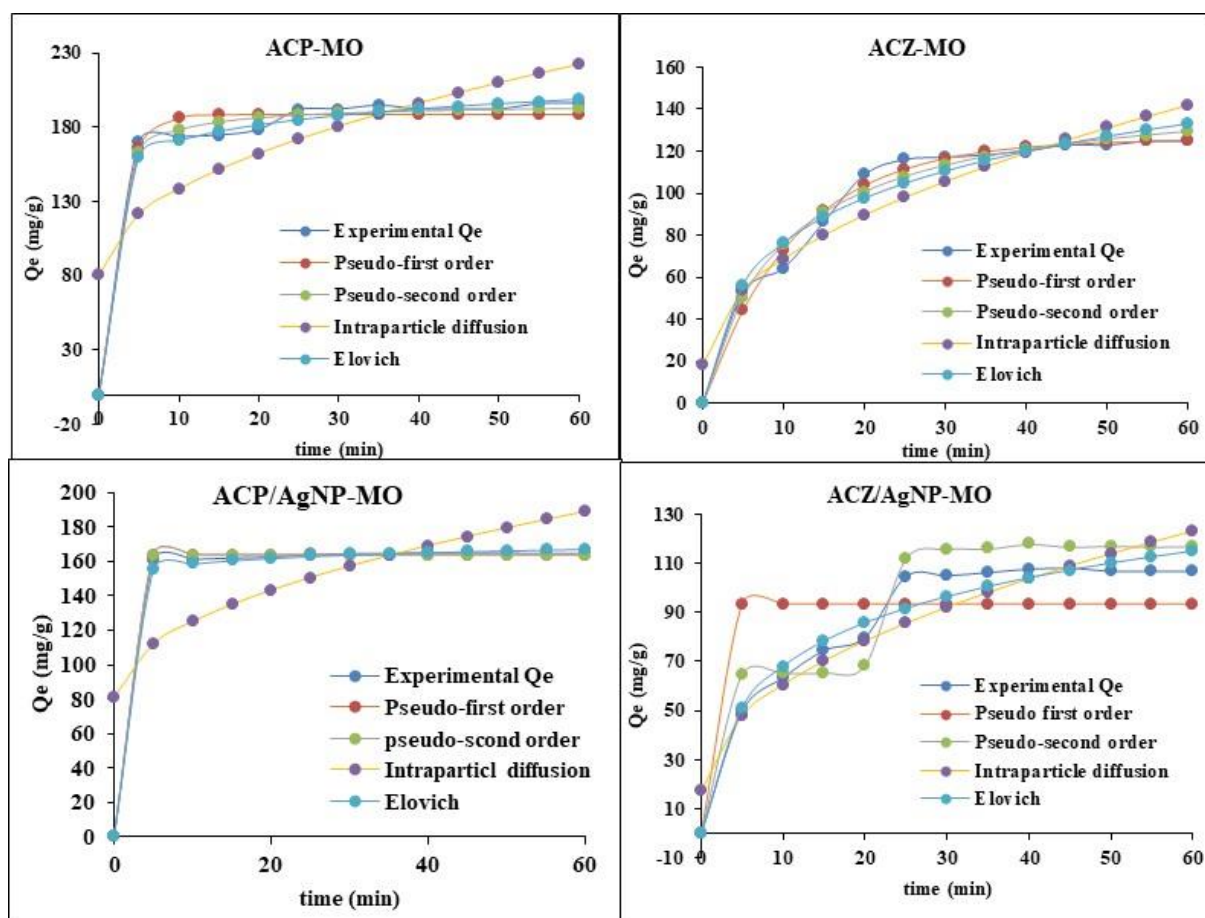 ACP-MO
230
180
130
80
30
-20
Qe (mg/g)
Experimental Qe
Pseudo-first order
Pseudo-second order
Intraparticle diffusion
Elovich
0 10 20 30 40 50 60
time (min)
ACZ-MO
160
140
120
100
80
60
40
20
0
Qe (mg/g)
Experimental Qe
Pseudo-first order
Pseudo-second order
Intraparticle diffusion
Elovich
0 10 20 30 40 50 60
time (min)
ACP/AgNP-MO
200
180
160
140
120
100
80
60
40
20
0
Qe (mg/g)
Experimental Qe
Pseudo-first order
pseudo-scond order
Intraparticl diffusion
Elovich
0 20 40 60
time (min)
ACZ/AgNP-MO
130
110
90
70
50
30
10
-10
Qe (mg/g)
Experimental Qe
Pseudo first order
Pseudo-second order
Intraparticle diffusion
Elovich
0 10 20 30 40 50 60
time (min)